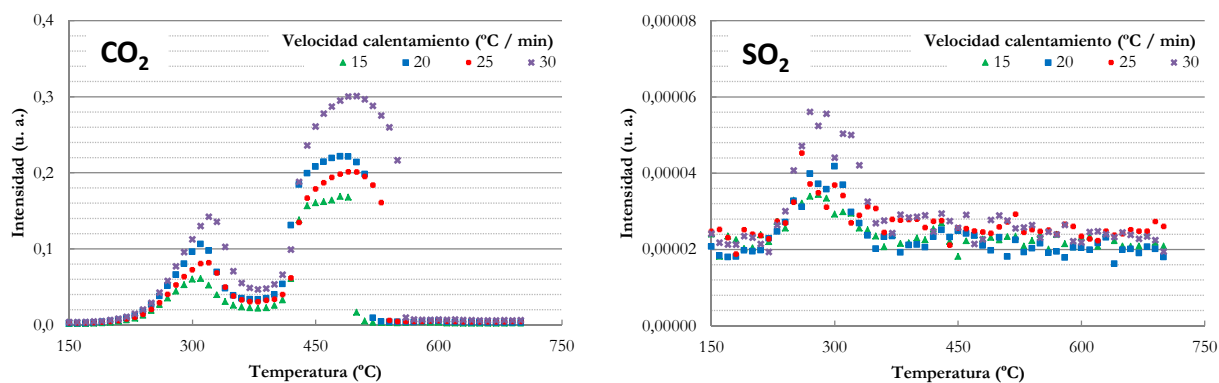 CO2
Velocidad calentamiento (ºC / min)
15 20 25 30
Intensidad (u. a.)
0,4
0,3
0,2
0,1
0,0
150 300 450 600 750
Temperatura (ºC)
SO2
Velocidad calentamiento (ºC / min)
15 20 25 30
Intensidad (u. a.)
0,00008
0,00006
0,00004
0,00002
0,00000
150 300 450 600 750
Temperatura (ºC)